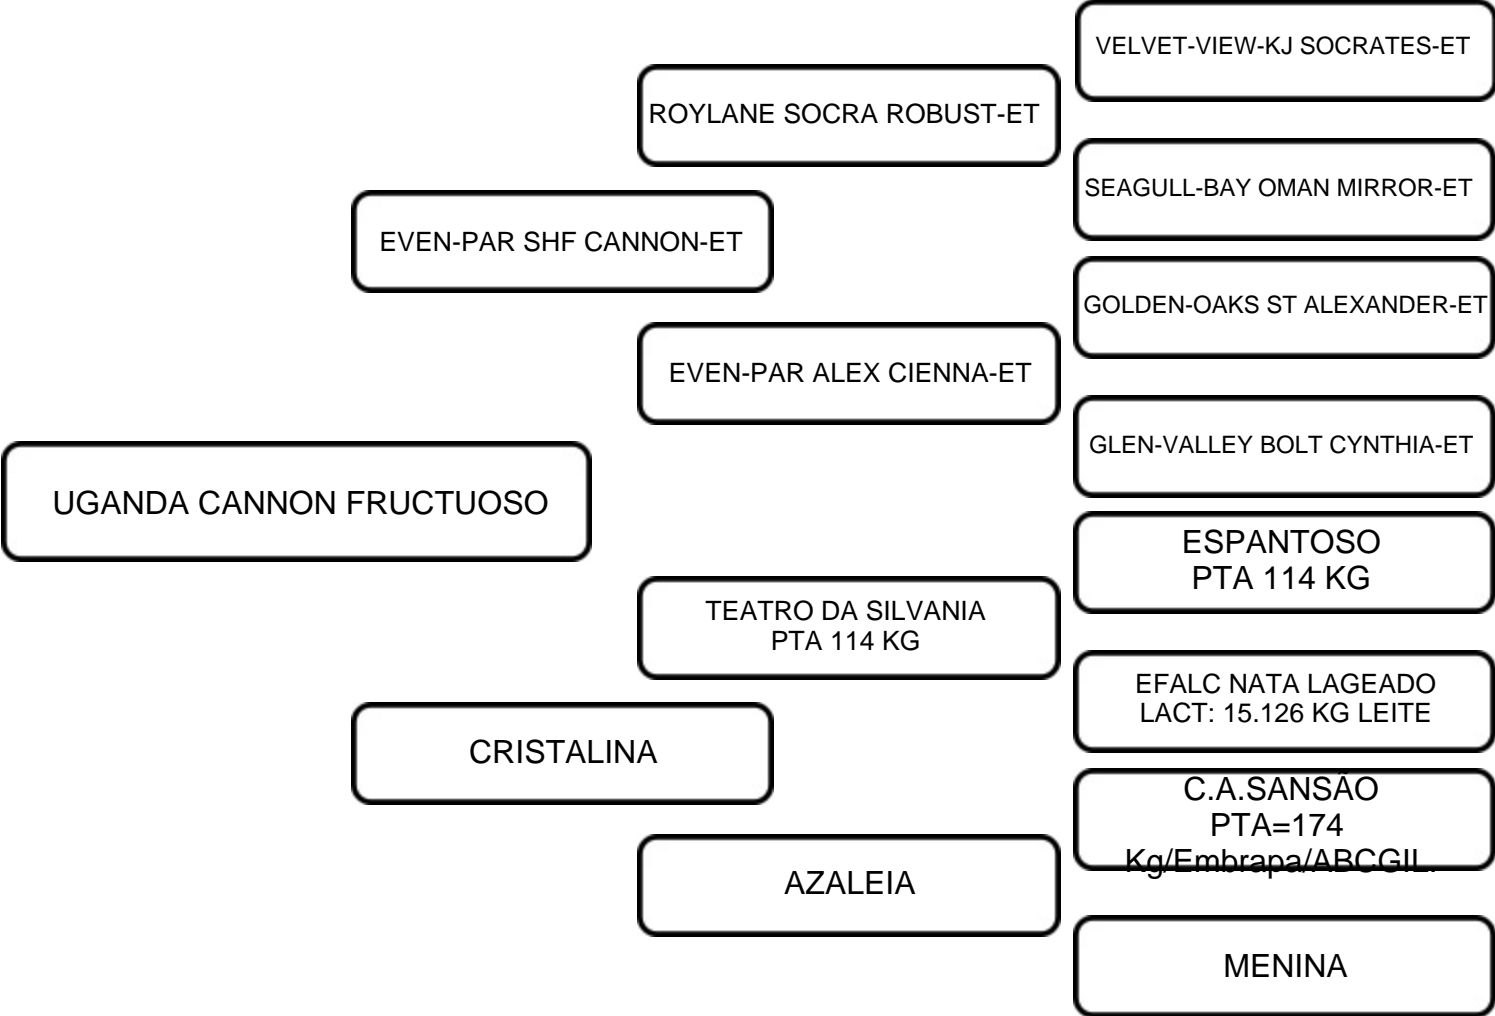 VELVET-VIEW-KJ SOCRATES-ET
ROYLANE SOCRA ROBUST-ET
SEAGULL-BAY OMAN MIRROR-ET
EVEN-PAR SHF CANNON-ET
GOLDEN-OAKS ST ALEXANDER-ET
EVEN-PAR ALEX CIENNA-ET
GLEN-VALLEY BOLT CYNTHIA-ET
UGANDA CANNON FRUCTUOSO
ESPANTOSO
PTA 114 KG
TEATRO DA SILVANIA
PTA 114 KG
EFALC NATA LAGEADO
LACT: 15.126 KG LEITE
CRISTALINA
C.A.SANSÃO
PTA=174
Kg/Embrapa/ABCGIL.
AZALEIA
MENINA